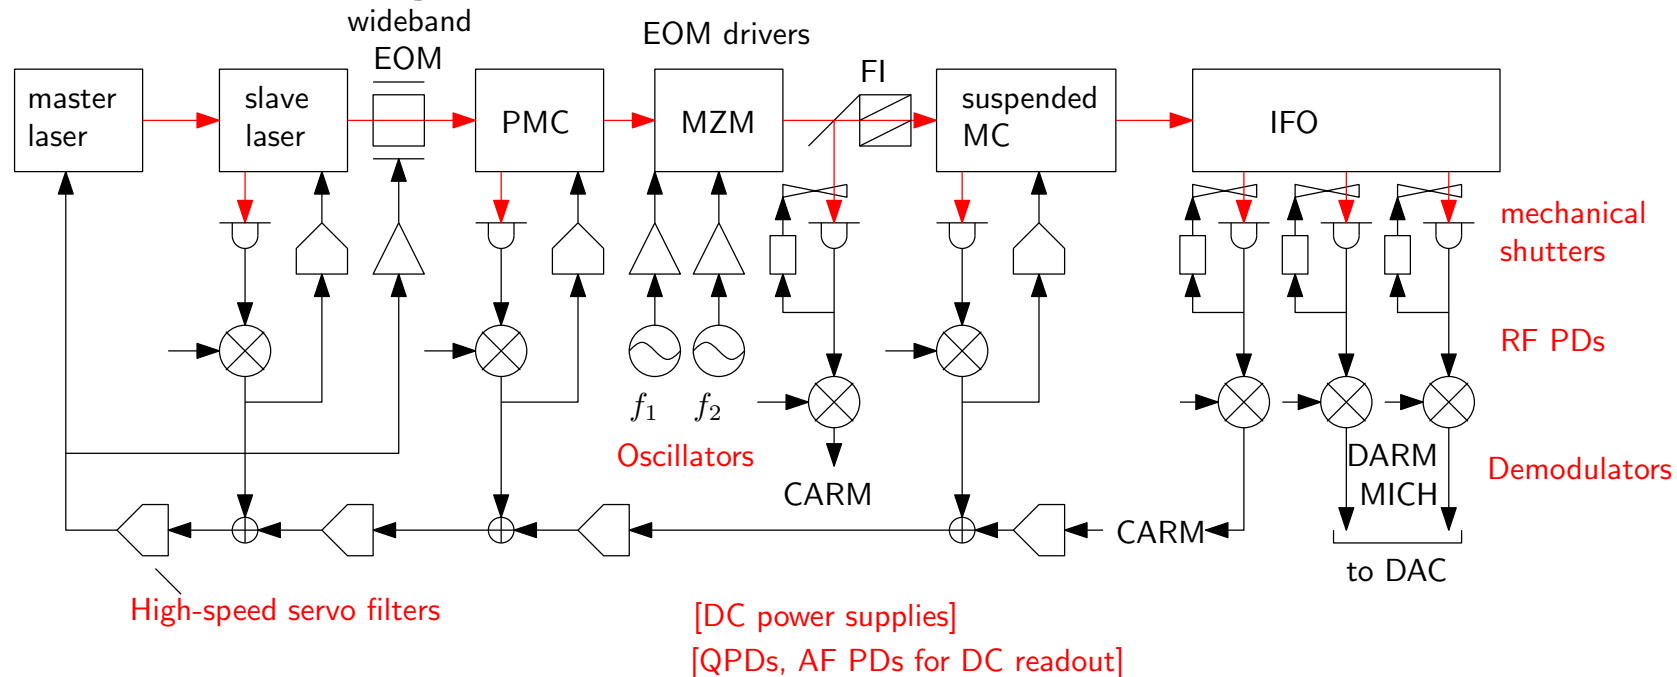 wideband
EOM
EOM drivers
FI
master
laser
slave
laser
PMC
MZM
suspended
MC
IFO
mechanical
shutters
RF PDs
f1
f2
Oscillators
CARM
DARM
MICH
Demodulators
CARM
to DAC
High-speed servo filters
[DC power supplies]
[QPDs, AF PDs for DC readout]